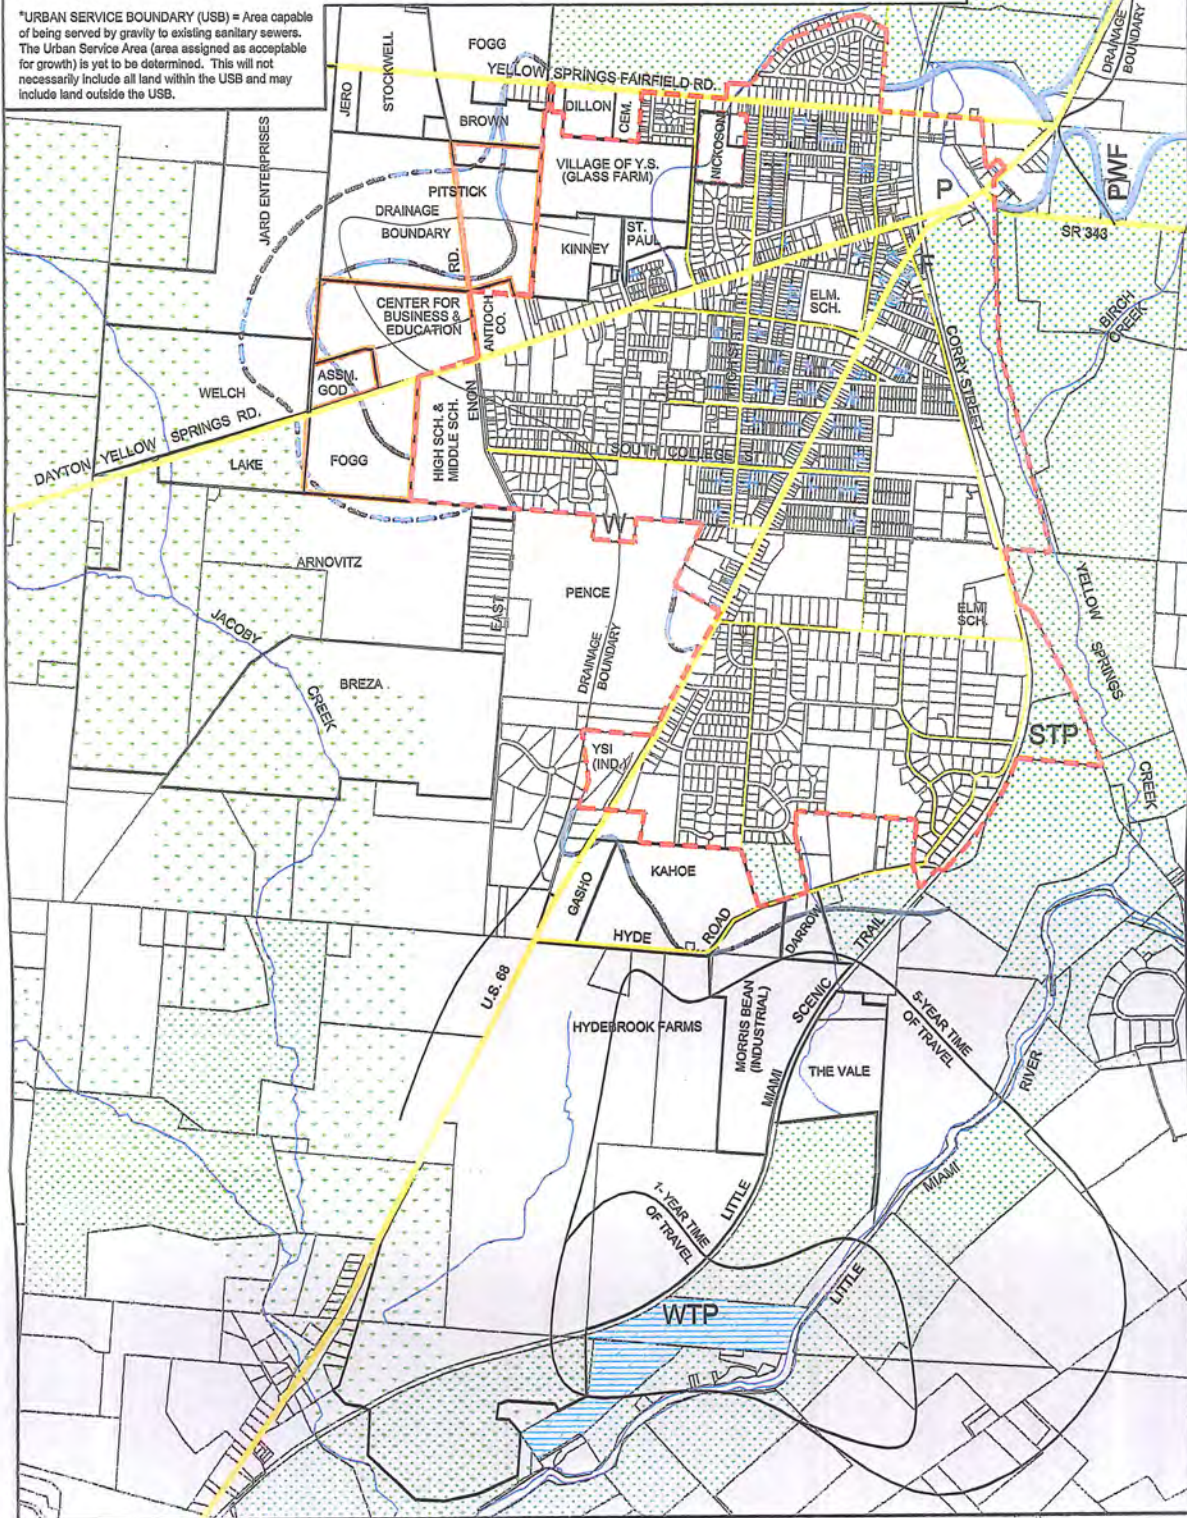 *URBAN SERVICE BOUNDARY (USB) = Area capable
of being served by gravity to existing sanitary sewers.
The Urban Service Area (area assigned as acceptable
for growth) is yet to be determined. This will not
necessarily include all land within the USB and may
include land outside the USB.
JERO
STOCKWELL
FOGG
YELLOW SPRINGS FAIRFIELD RD.
DRAINAGE
BOUNDARY
BROWN
DILLON
CEM.
NICKOSON
JARD ENTERPRISES
VILLAGE OF Y.S.
(GLASS FARM)
PITSTICK
DRAINAGE
BOUNDARY
RD.
KINNEY
ST.
PAUL
P
PWF
SR 343
BIRCH
CREEK
CENTER FOR
BUSINESS &
EDUCATION
ANTIOCH
CO.
ELM.
SCH.
CORRY STREET
ASSM.
GOD
WELCH
ENON
HIGH SCH. &
MIDDLE SCH.
DAYTON YELLOW SPRINGS RD.
LAKE
FOGG
SOUTH COLLEGE ST
W
ARNOVITZ
EAST
PENCE
ELM
SCH.
YELLOW
SPRINGS
CREEK
JACOBY
CREEK
BREZA
DRAINAGE
BOUNDARY
YSI
(IND.)
STP
GASHO
KAHOE
HYDE
ROAD
DARROW
TRAIL
U.S. 68
HYDEBROOK FARMS
MORRIS BEAN
(INDUSTRIAL)
SCENIC
MIAMI
LITTLE
5-YEAR TIME
OF TRAVEL
THE VALE
RIVER
MIAMI
LITTLE
1-YEAR TIME
OF TRAVEL
WTP